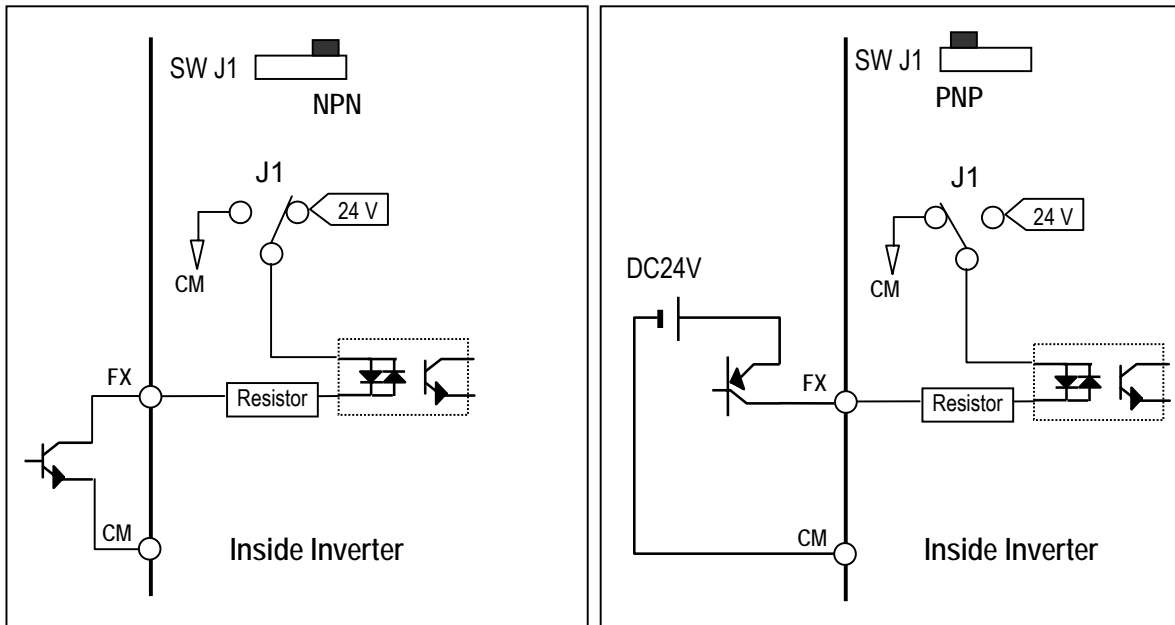 SW J1
NPN
J1
24 V
CM
FX
Resistor
CM
Inside Inverter
SW J1
PNP
J1
24 V
CM
DC24V
FX
Resistor
CM
Inside Inverter